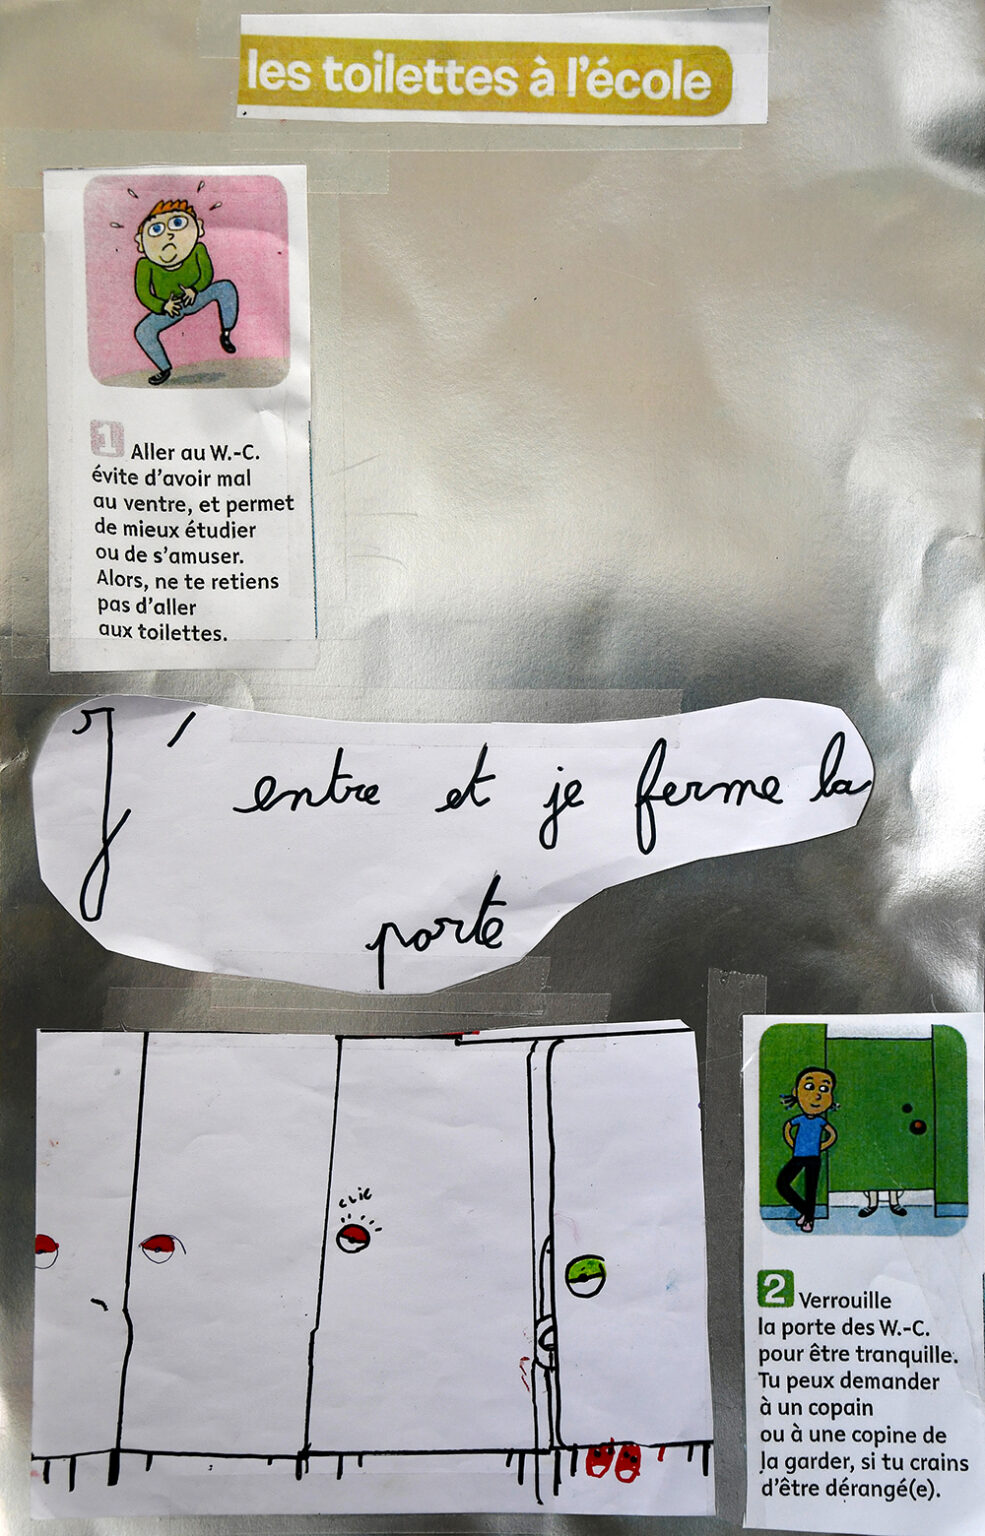 les toilettes à l'école
1 Aller au W.-C.
évite d'avoir mal
au ventre, et permet
de mieux étudier
ou de s'amuser.
Alors, ne te retiens
pas d'aller
aux toilettes.
J' entre et je ferme la
porte
CLIC
2 Verrouille
la porte des W.-C.
pour être tranquille.
Tu peux demander
à un copain
ou à une copine de
la garder, si tu crains
d'être dérangé(e).